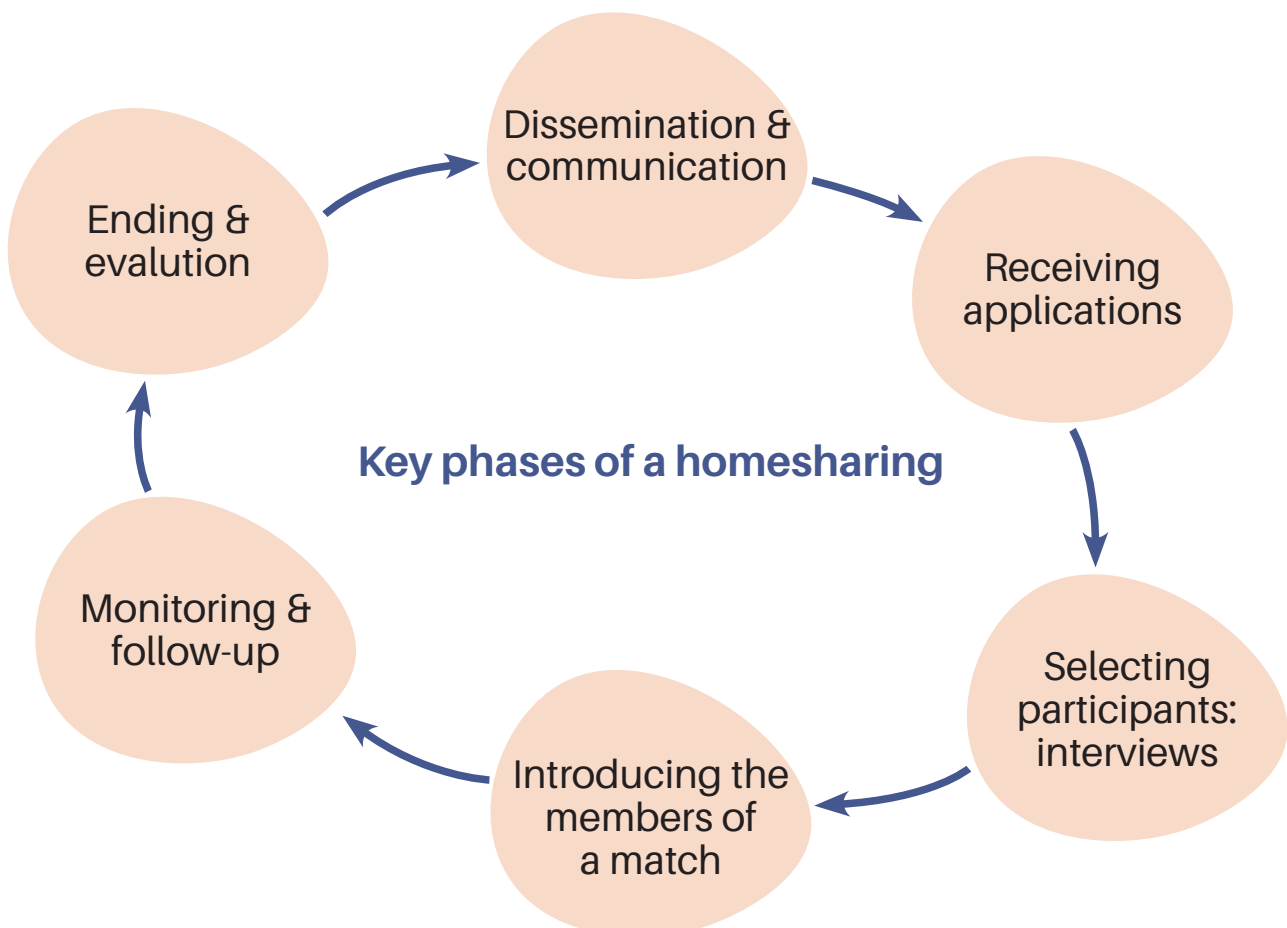 Dissemination &
communication
Receiving
applications
Selecting
participants:
interviews
Introducing the
members of
a match
Monitoring &
follow-up
Ending &
evalution
Key phases of a homesharing